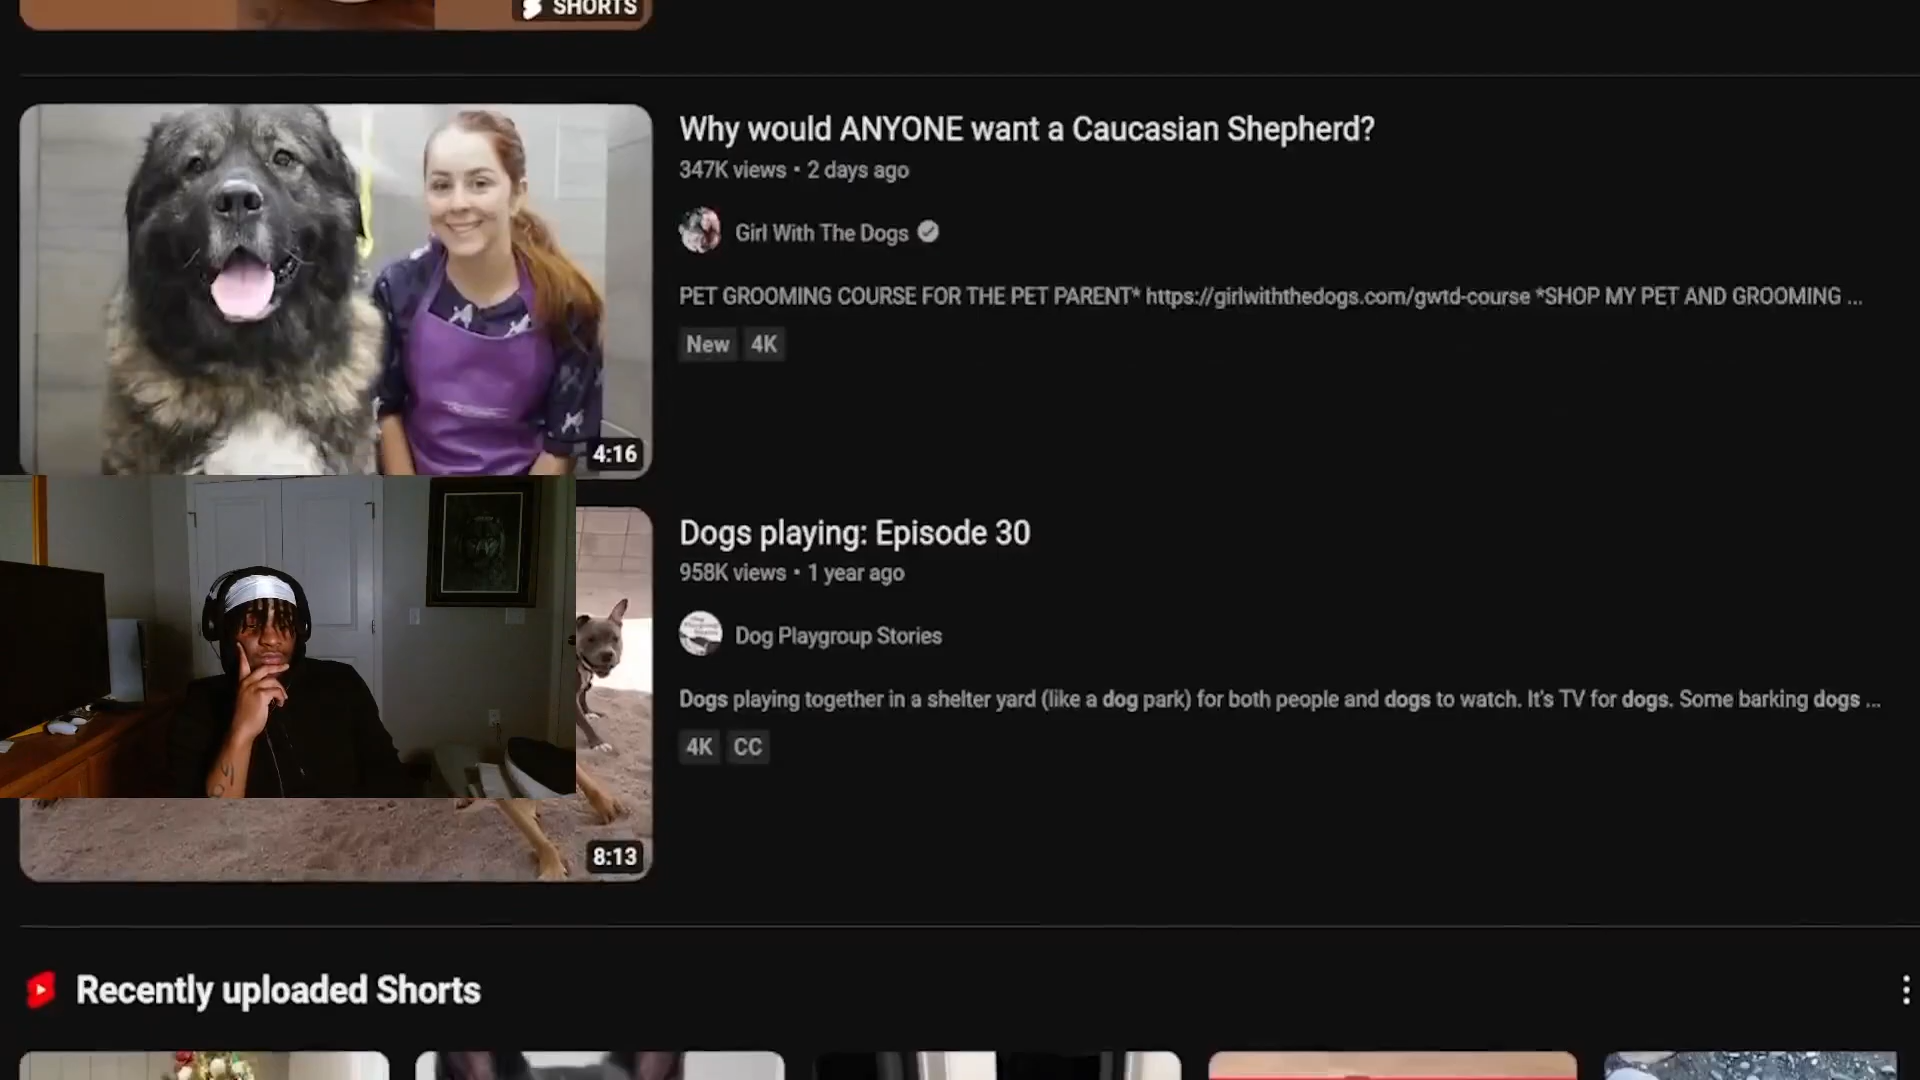 SHORTS
Why would ANYONE want a Caucasian Shepherd?
347K views • 2 days ago
Girl With The Dogs
PET GROOMING COURSE FOR THE PET PARENT* https://girlwiththedogs.com/gwtd-course *SHOP MY PET AND GROOMING ...
New 4K
4:16
Dogs playing: Episode 30
958K views • 1 year ago
Dog Playgroup Stories
Dogs playing together in a shelter yard (like a dog park) for both people and dogs to watch. It's TV for dogs. Some barking dogs ...
4K CC
8:13
Recently uploaded Shorts